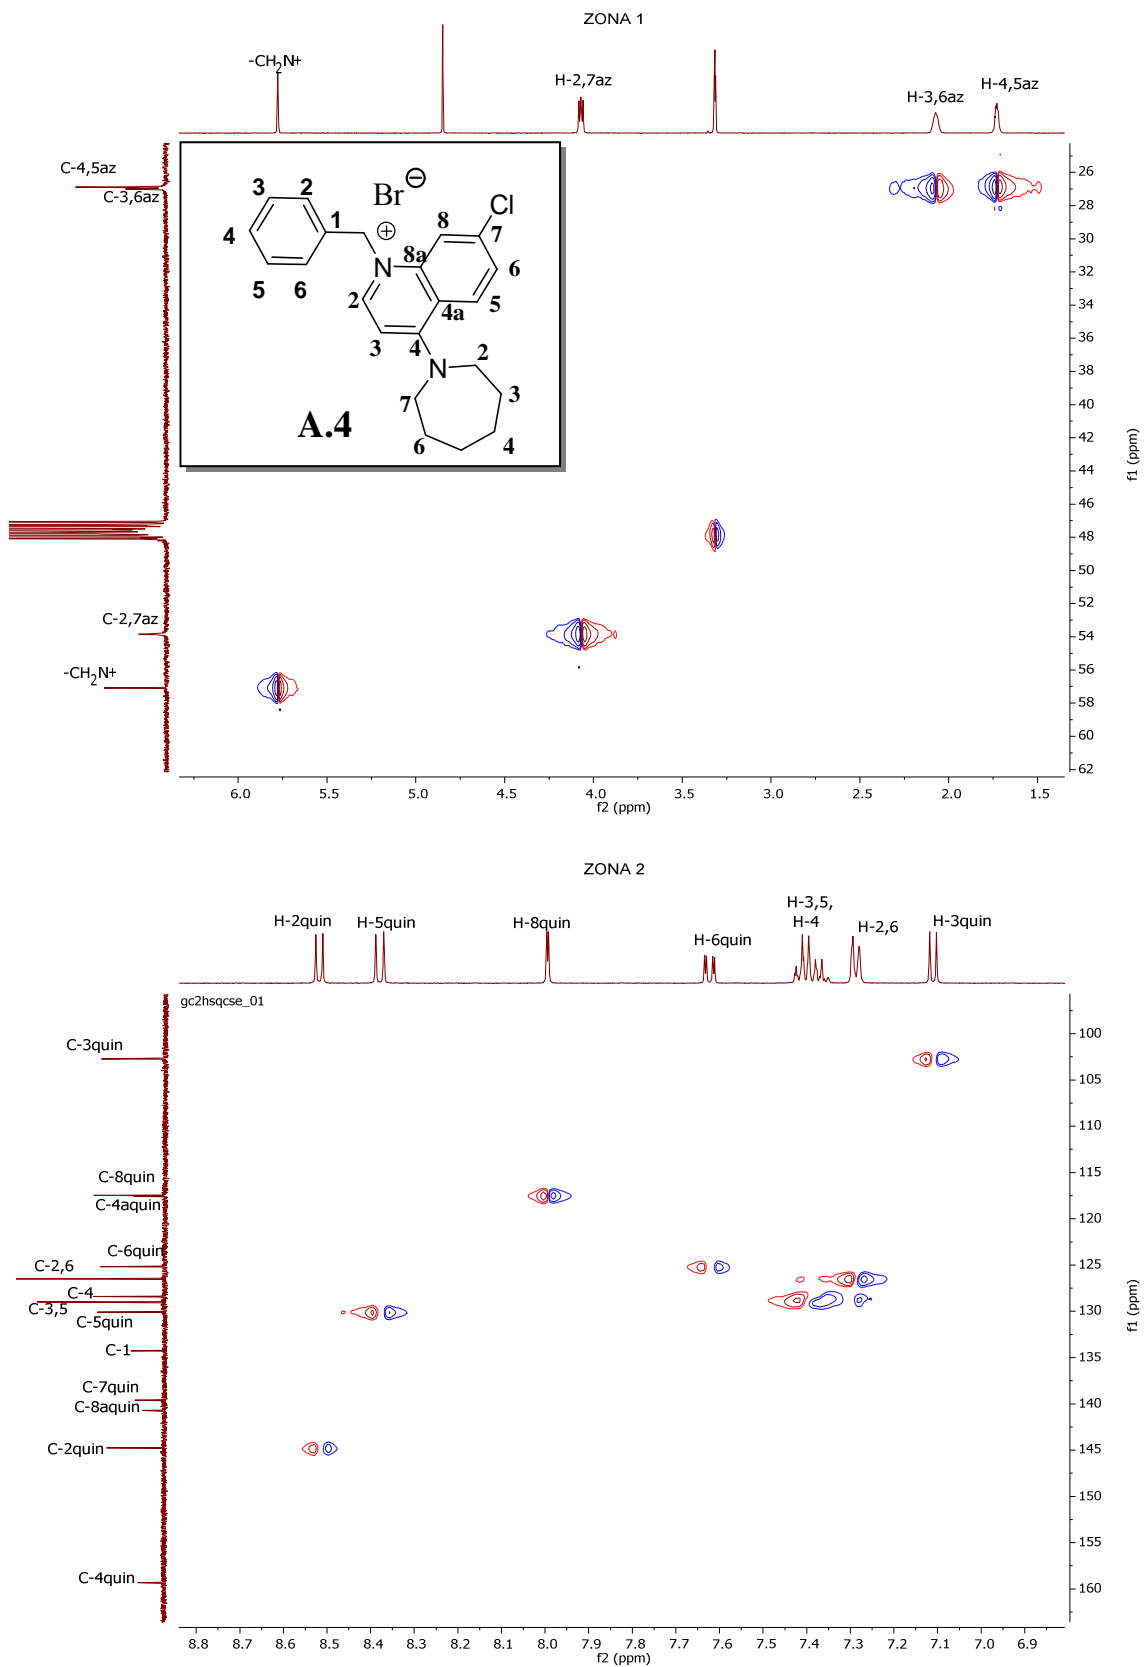 ZONA 1
-CH2N+
H-2,7az
H-3,6az
H-4,5az
C-4,5az
C-3,6az
C-2,7az
-CH2N+
3 2
4 1
5 6
Br⊖
⊕
Cl
8 7
8a
N 6
2 5
4a
3 4
N 2
7 3
6 4
A.4
26
28
30
32
34
36
38
40
42
44
46
48
50
52
54
56
58
60
62
f1 (ppm)
6.0 5.5 5.0 4.5 4.0 3.5 3.0 2.5 2.0 1.5
f2 (ppm)
ZONA 2
H-2quin
H-5quin
H-8quin
H-6quin
H-3,5,
H-4
H-2,6
H-3quin
gc2hsqcse_01
C-3quin
C-8quin
C-4aquin
C-6quin
C-2,6
C-4
C-3,5
C-5quin
C-1
C-7quin
C-8aquin
C-2quin
C-4quin
100
105
110
115
120
125
130
135
140
145
150
155
160
f1 (ppm)
8.8 8.7 8.6 8.5 8.4 8.3 8.2 8.1 8.0 7.9 7.8 7.7 7.6 7.5 7.4 7.3 7.2 7.1 7.0 6.9
f2 (ppm)